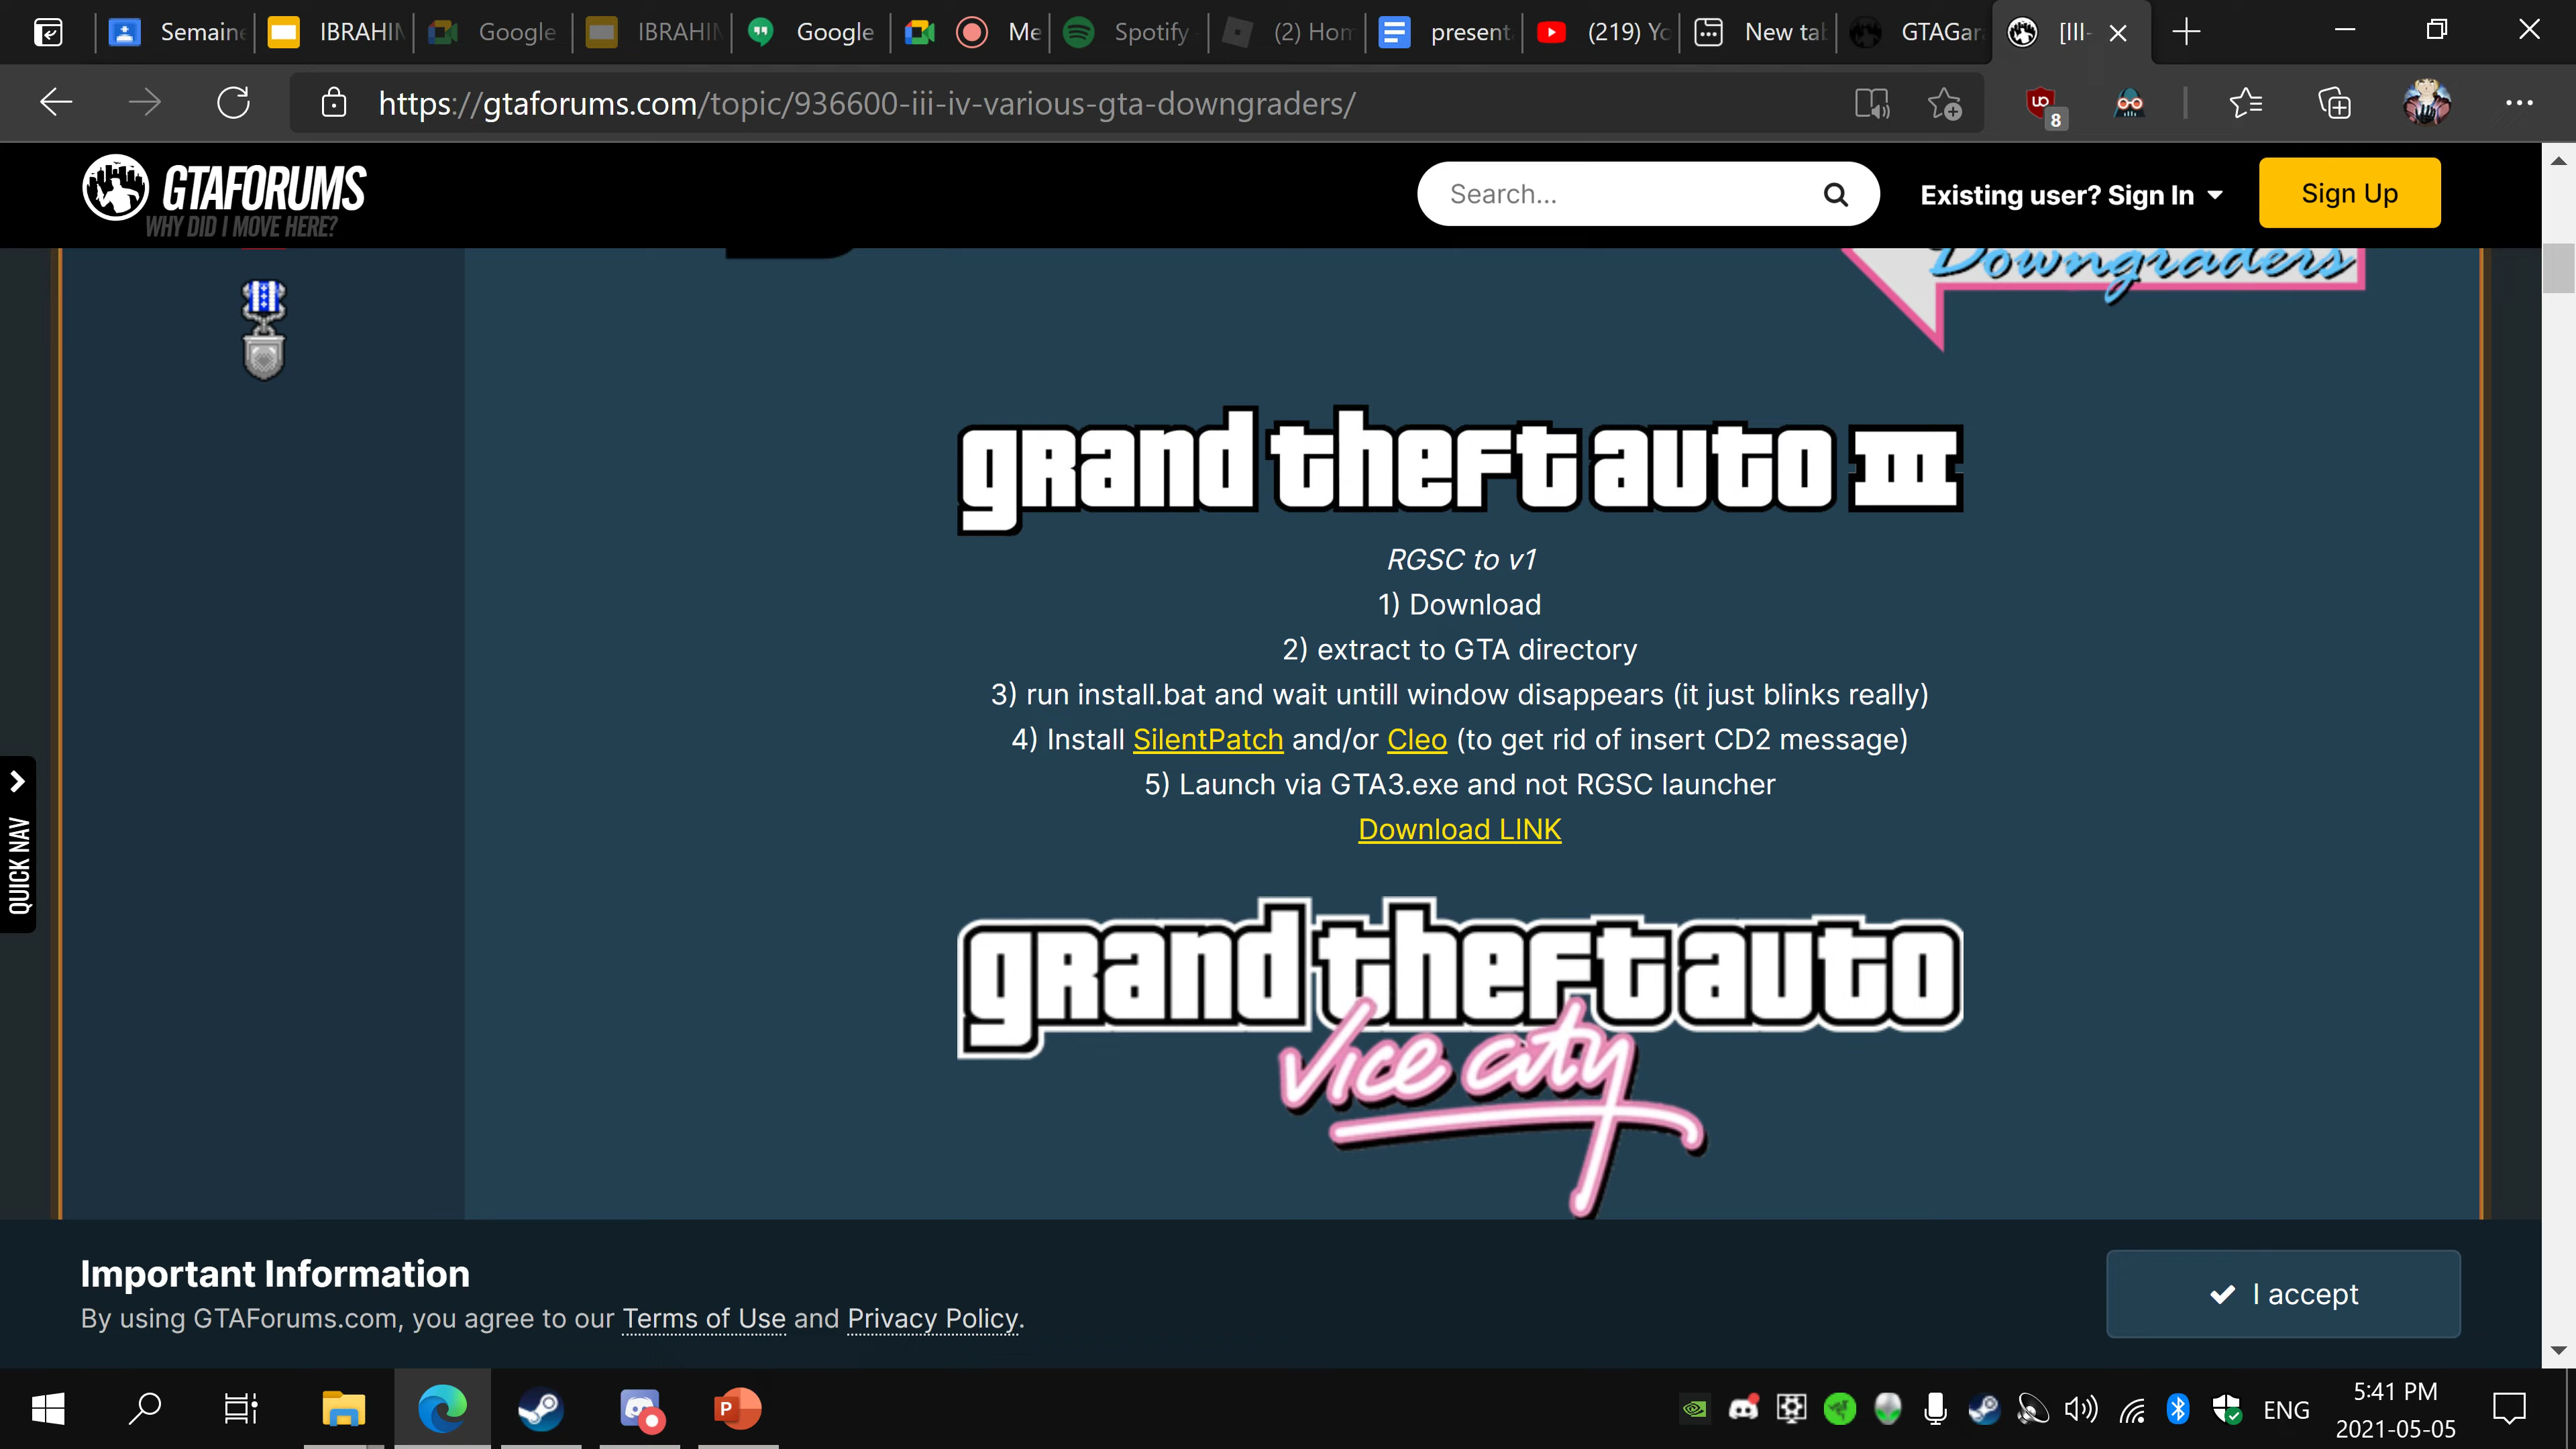 Semaine
IBRAHIM
Google
IBRAHIM
Google
Me
Spotify
(2) Hom
present
(219) Yo
New tab
GTAGar
[III-
https://gtaforums.com/topic/936600-iii-iv-various-gta-downgraders/
8
GTAFORUMS
WHY DID I MOVE HERE?
Search...
Existing user? Sign In
Sign Up
Downgraders
grand theft auto III
RGSC to v1
1) Download
2) extract to GTA directory
3) run install.bat and wait untill window disappears (it just blinks really)
4) Install SilentPatch and/or Cleo (to get rid of insert CD2 message)
5) Launch via GTA3.exe and not RGSC launcher
Download LINK
QUICK NAV
grand theft auto
vice city
Important Information
By using GTAForums.com, you agree to our Terms of Use and Privacy Policy.
I accept
ENG
5:41 PM
2021-05-05